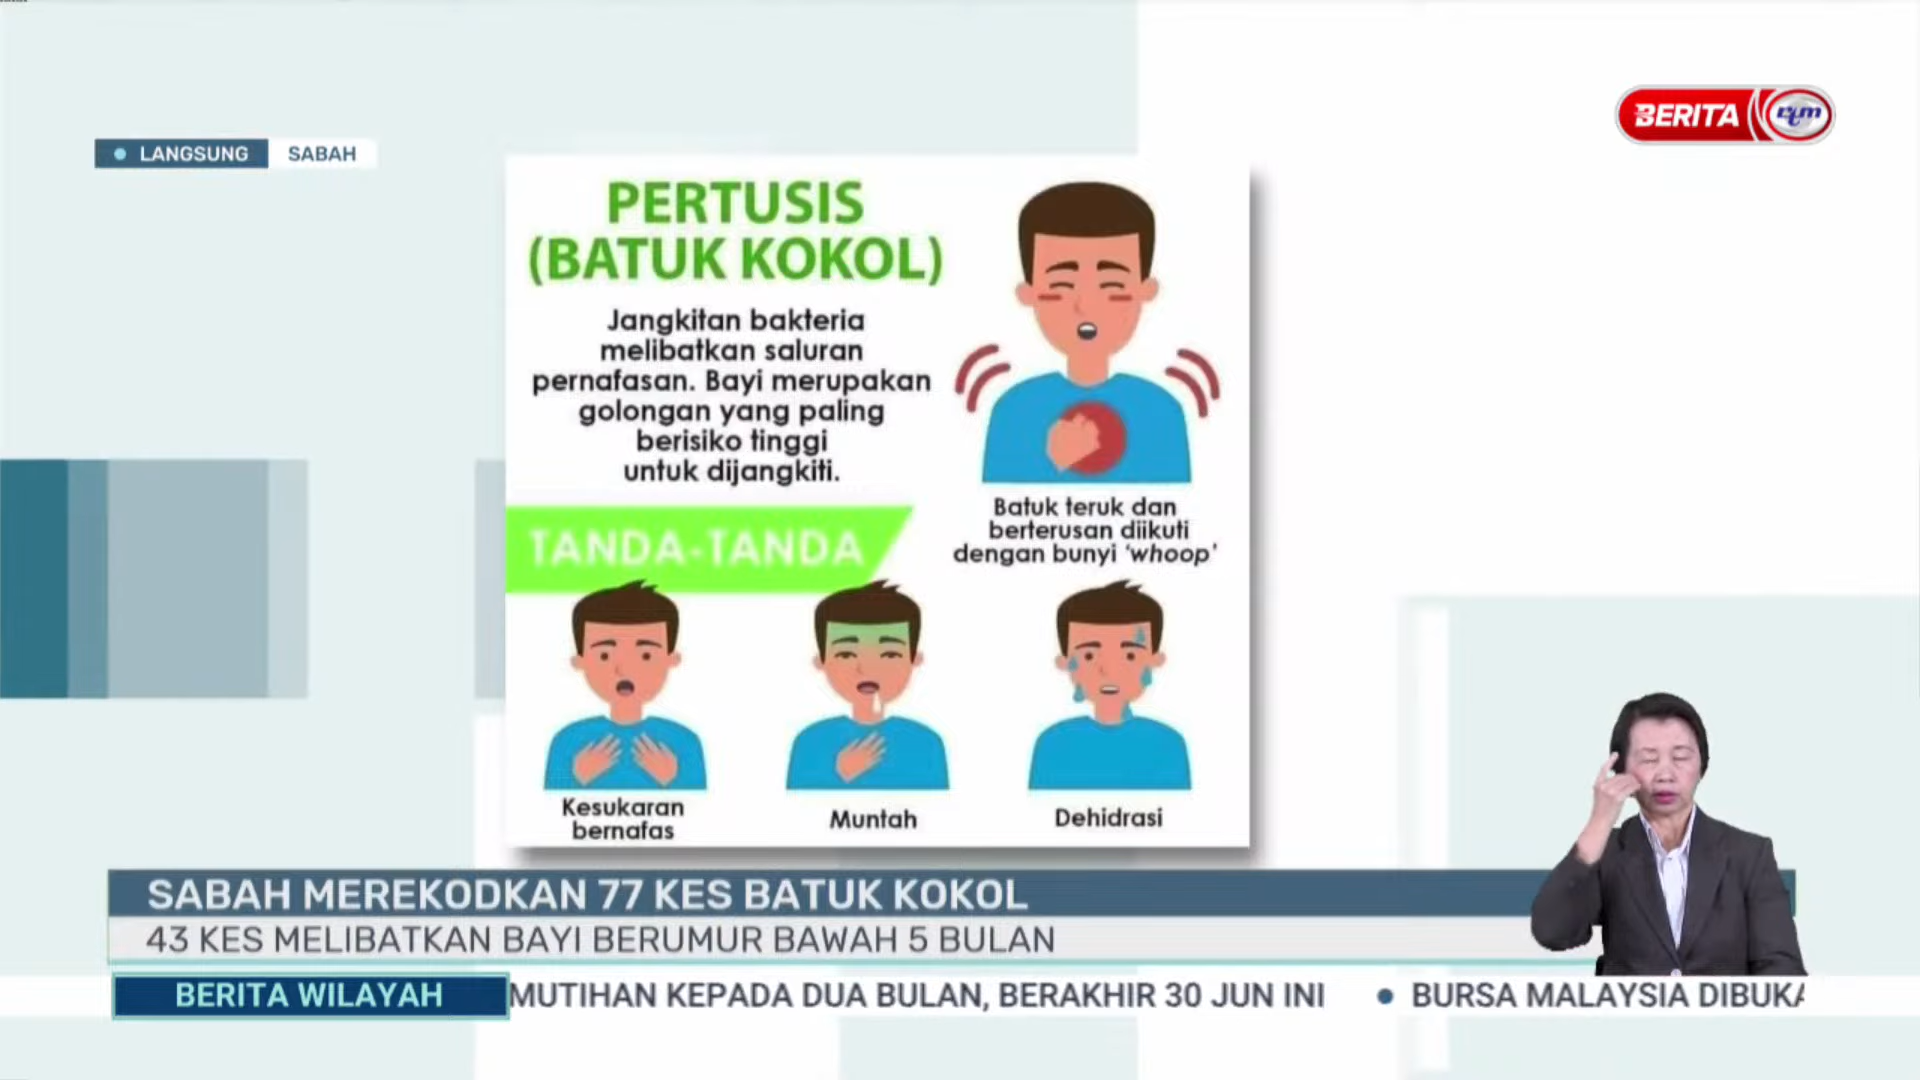 LANGSUNG SABAH
BERITA rtm
PERTUSIS
(BATUK KOKOL)
Jangkitan bakteria
melibatkan saluran
pernafasan. Bayi merupakan
golongan yang paling
berisiko tinggi
untuk dijangkiti.
Batuk teruk dan
berterusan diikuti
dengan bunyi 'whoop'
TANDA-TANDA
Kesukaran
bernafas
Muntah
Dehidrasi
SABAH MEREKODKAN 77 KES BATUK KOKOL
43 KES MELIBATKAN BAYI BERUMUR BAWAH 5 BULAN
BERITA WILAYAH
MUTIHAN KEPADA DUA BULAN, BERAKHIR 30 JUN INI • BURSA MALAYSIA DIBUKA